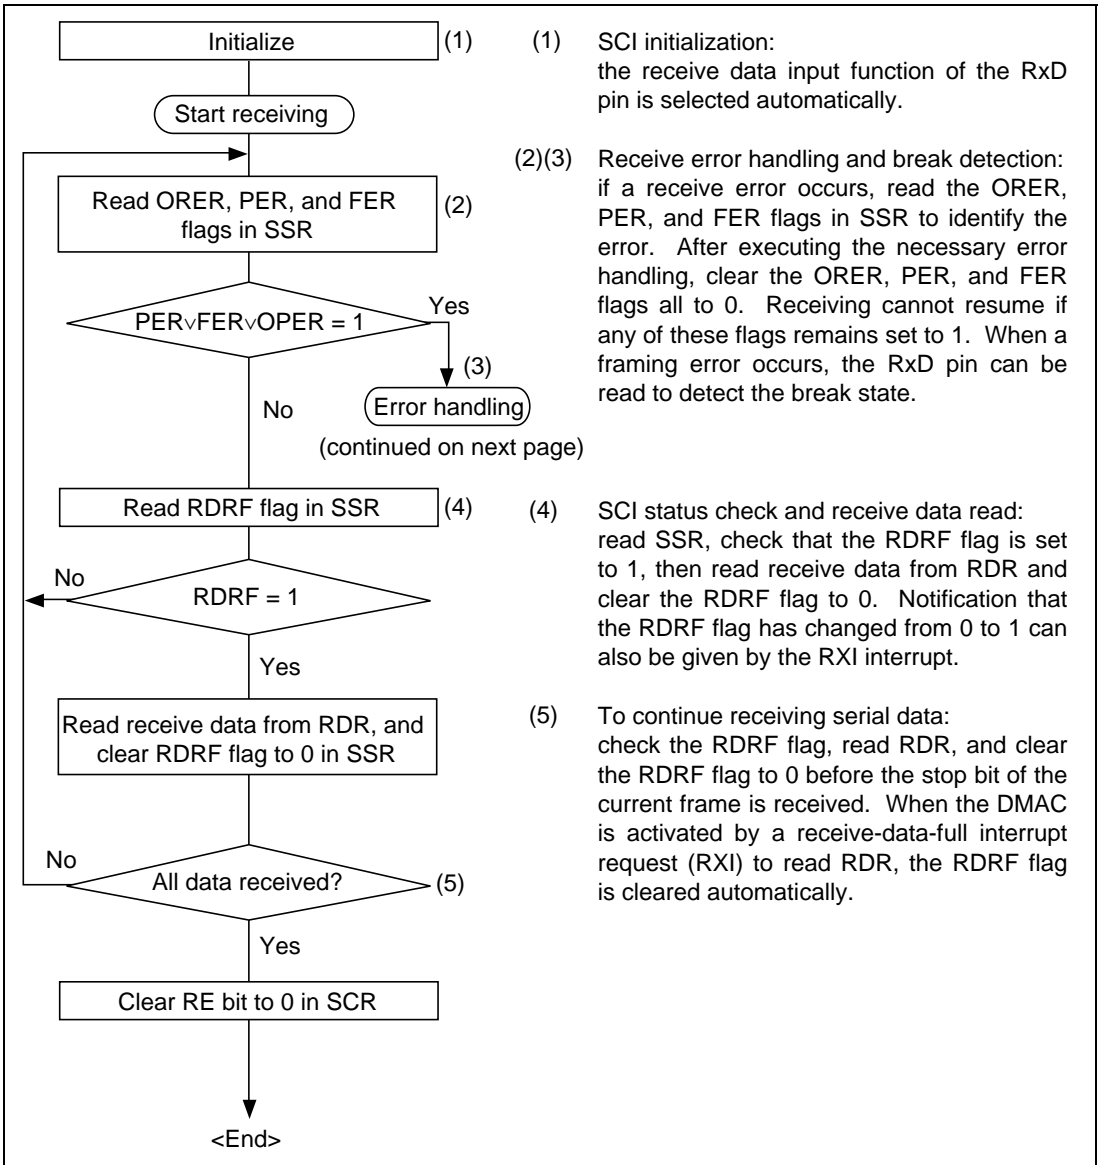 Initialize
(1)
Start receiving
Read ORER, PER, and FER
flags in SSR
(2)
PER∨FER∨OPER = 1
Yes
(3)
Error handling
(continued on next page)
No
Read RDRF flag in SSR
(4)
No
RDRF = 1
Yes
Read receive data from RDR, and
clear RDRF flag to 0 in SSR
No
All data received?
(5)
Yes
Clear RE bit to 0 in SCR
<End>
(1) SCI initialization:
the receive data input function of the RxD
pin is selected automatically.
(2)(3) Receive error handling and break detection:
if a receive error occurs, read the ORER,
PER, and FER flags in SSR to identify the
error. After executing the necessary error
handling, clear the ORER, PER, and FER
flags all to 0. Receiving cannot resume if
any of these flags remains set to 1. When a
framing error occurs, the RxD pin can be
read to detect the break state.
(4) SCI status check and receive data read:
read SSR, check that the RDRF flag is set
to 1, then read receive data from RDR and
clear the RDRF flag to 0. Notification that
the RDRF flag has changed from 0 to 1 can
also be given by the RXI interrupt.
(5) To continue receiving serial data:
check the RDRF flag, read RDR, and clear
the RDRF flag to 0 before the stop bit of the
current frame is received. When the DMAC
is activated by a receive-data-full interrupt
request (RXI) to read RDR, the RDRF flag
is cleared automatically.